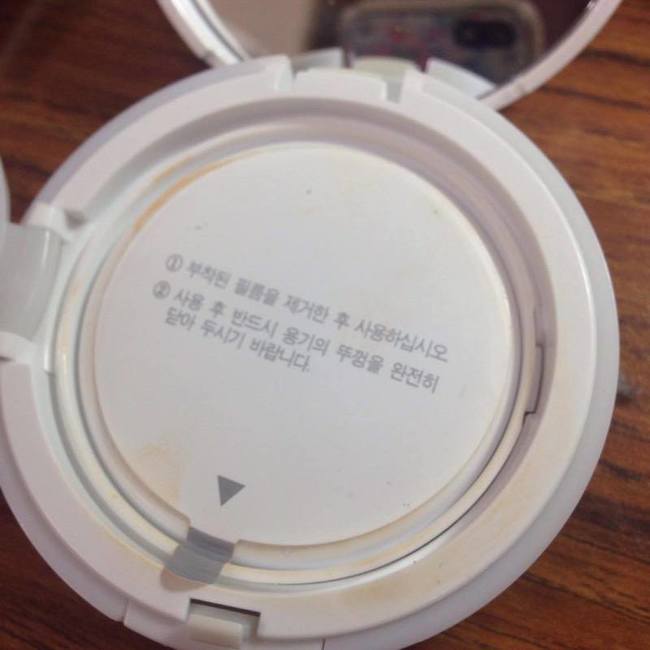 ① 부착된 필름을 제거한 후 사용하십시오
② 사용 후 반드시 용기의 뚜껑을 완전히
닫아 두시기 바랍니다.